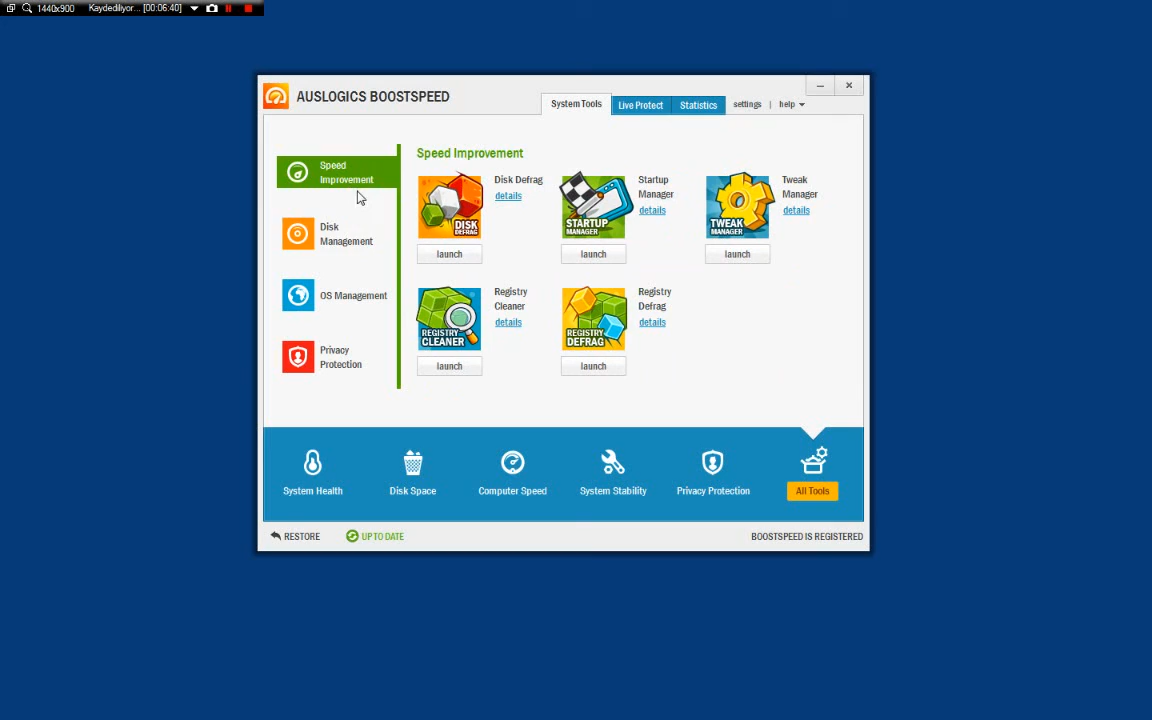 1440x900 Kaydediliyor... [00:06:40]
AUSLOGICS BOOSTSPEED
System Tools Live Protect Statistics settings | help
Speed
Improvement
Disk
Management
OS Management
Privacy
Protection
Speed Improvement
Disk Defrag
details
DISK
DEFRAG
launch
Startup
Manager
details
STARTUP
MANAGER
launch
Tweak
Manager
details
TWEAK
MANAGER
launch
Registry
Cleaner
details
REGISTRY
CLEANER
launch
Registry
Defrag
details
REGISTRY
DEFRAG
launch
System Health Disk Space Computer Speed System Stability Privacy Protection All Tools
RESTORE UP TO DATE BOOSTSPEED IS REGISTERED